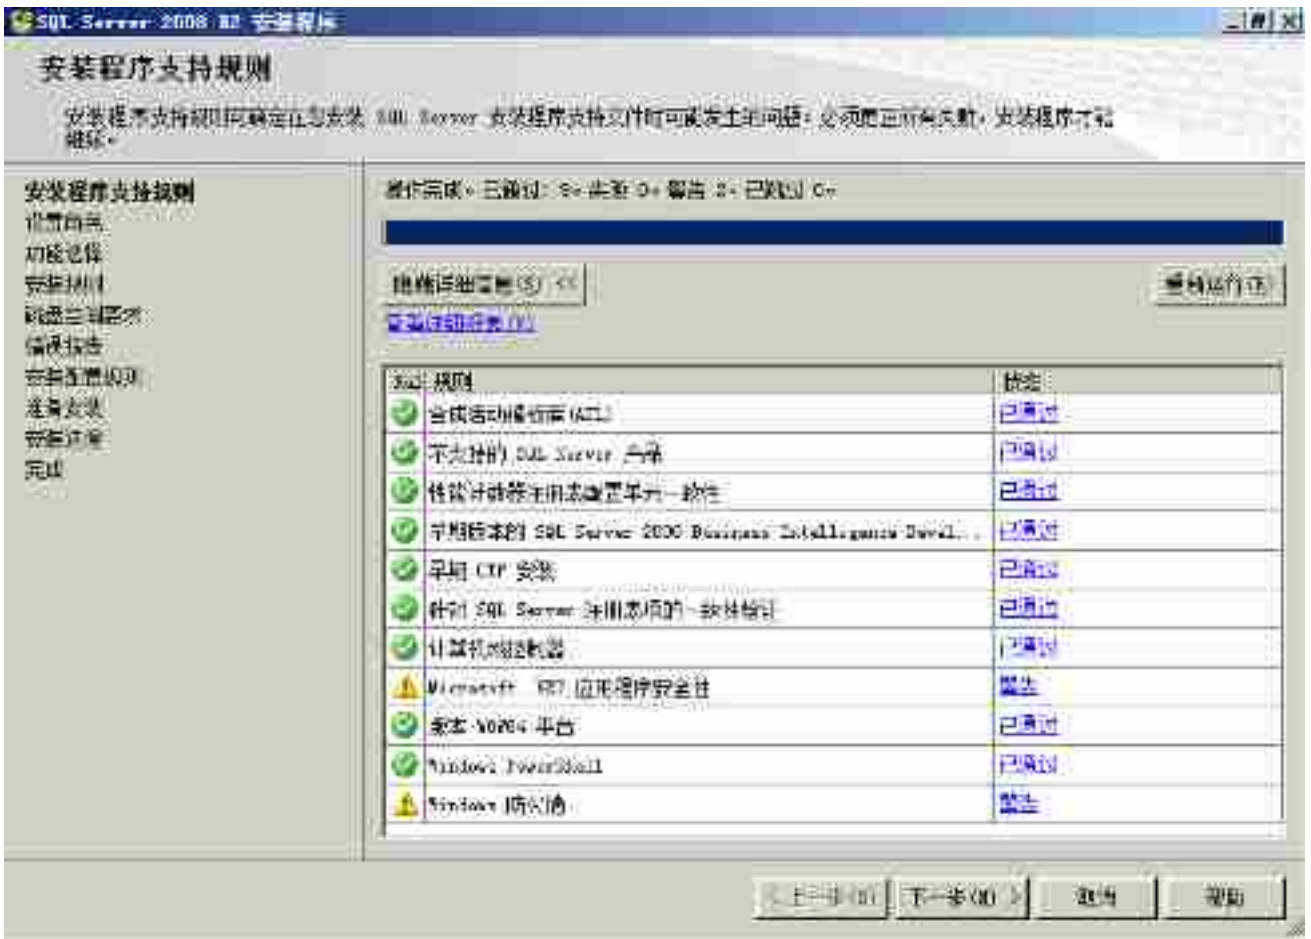 SQL Server 2008 R2 安装程序
安装程序支持规则
安装程序支持规则可确定在您安装 SQL Server 安装程序支持文件时可能发生的问题。必须更正所有失败，安装程序才能
继续。
安装程序支持规则
设置角色
功能选择
安装规则
磁盘空间要求
错误报告
安装配置规则
准备安装
安装进度
完成
操作完成。已通过: 9。失败 0。警告 2。已跳过 0。
隐藏详细信息(S) <<
重新运行(R)
查看详细报表(V)
规则 状态
合成活动模板库(ATL) 已通过
不支持的 SQL Server 产品 已通过
性能计数器注册表配置单元一致性 已通过
早期版本的 SQL Server 2008 Business Intelligence Devel... 已通过
早期 CTP 安装 已通过
针对 SQL Server 注册表项的一致性验证 已通过
计算机域控制器 已通过
Microsoft .NET 应用程序安全性 警告
版本 WOW64 平台 已通过
Windows PowerShell 已通过
Windows 防火墙 警告
< 上一步(B) 下一步(N) > 取消 帮助